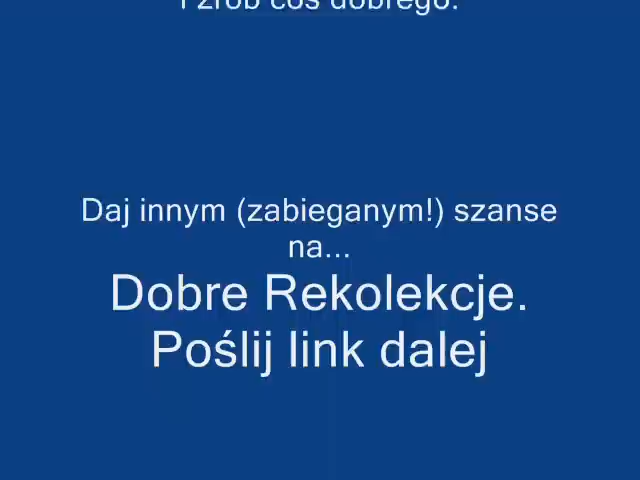 i zrób coś dobrego.
Daj innym (zabieganym!) szanse
na...
Dobre Rekolekcje.
Poślij link dalej